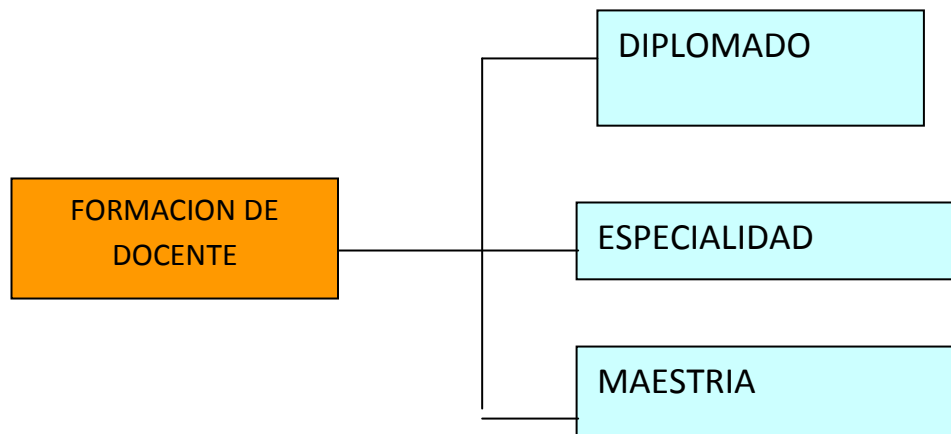 DIPLOMADO
FORMACION DE
DOCENTE
ESPECIALIDAD
MAESTRIA